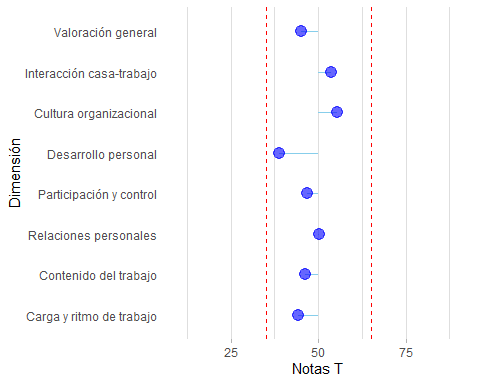 Valoración general
Interacción casa-trabajo
Cultura organizacional
Desarrollo personal
Participación y control
Relaciones personales
Contenido del trabajo
Carga y ritmo de trabajo
Dimensión
25
50
75
Notas T